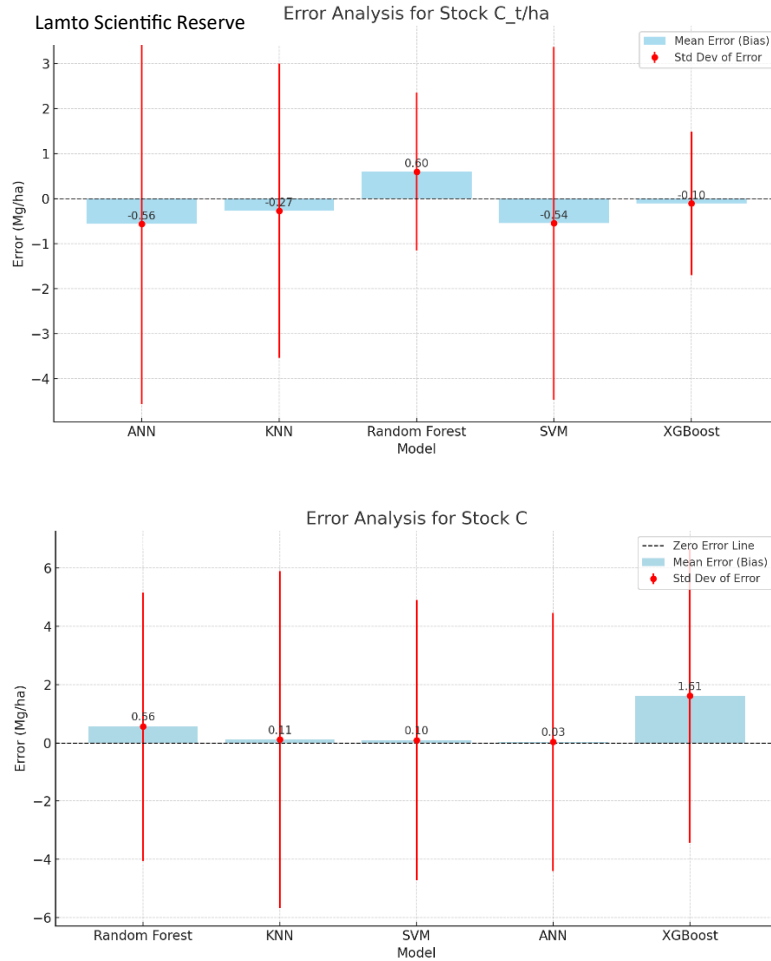 Lamto Scientific Reserve
Error Analysis for Stock C_t/ha
Mean Error (Bias)
Std Dev of Error
3
2
1
0
−1
−2
−3
−4
Error (Mg/ha)
-0.56
-0.27
0.60
-0.54
-0.10
ANN KNN Random Forest SVM XGBoost
Model
Error Analysis for Stock C
Zero Error Line
Mean Error (Bias)
Std Dev of Error
6
4
2
0
−2
−4
−6
Error (Mg/ha)
0.56
0.11
0.10
0.03
1.61
Random Forest KNN SVM ANN XGBoost
Model